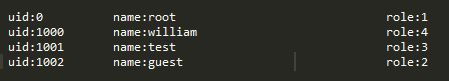 uid:0 name:root role:1
uid:1000 name:william role:4
uid:1001 name:test role:3
uid:1002 name:guest role:2